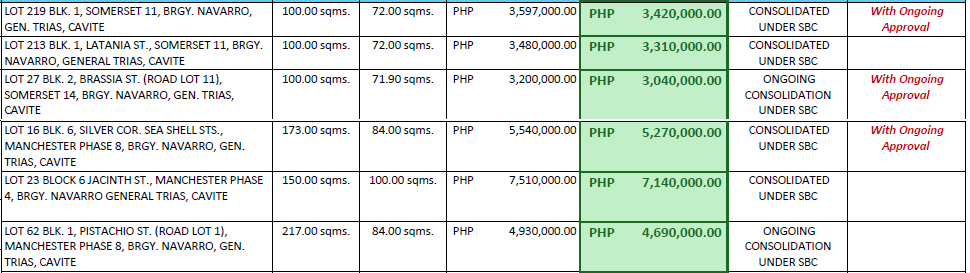 LOT 219 BLK. 1, SOMERSET 11, BRGY. NAVARRO, 100.00 sqms. 72.00 sqms. PHP 3,597,000.00 PHP 3,420,000.00 CONSOLIDATED With Ongoing
GEN. TRIAS, CAVITE UNDER SBC Approval
LOT 213 BLK. 1, LATANIA ST., SOMERSET 11, BRGY. 100.00 sqms. 72.00 sqms. PHP 3,480,000.00 PHP 3,310,000.00 CONSOLIDATED
NAVARRO, GENERAL TRIAS, CAVITE UNDER SBC
LOT 27 BLK. 2, BRASSIA ST. (ROAD LOT 11), 100.00 sqms. 71.90 sqms. PHP 3,200,000.00 PHP 3,040,000.00 ONGOING With Ongoing
SOMERSET 14, BRGY. NAVARRO, GEN. TRIAS, CONSOLIDATION Approval
CAVITE UNDER SBC
LOT 16 BLK. 6, SILVER COR. SEA SHELL STS., 173.00 sqms. 84.00 sqms. PHP 5,540,000.00 PHP 5,270,000.00 CONSOLIDATED With Ongoing
MANCHESTER PHASE 8, BRGY. NAVARRO, GEN. UNDER SBC Approval
TRIAS, CAVITE
LOT 23 BLOCK 6 JACINTH ST., MANCHESTER PHASE 150.00 sqms. 100.00 sqms. PHP 7,510,000.00 PHP 7,140,000.00 CONSOLIDATED
4, BRGY. NAVARRO GENERAL TRIAS, CAVITE UNDER SBC
LOT 62 BLK. 1, PISTACHIO ST. (ROAD LOT 1), 217.00 sqms. 84.00 sqms. PHP 4,930,000.00 PHP 4,690,000.00 ONGOING
MANCHESTER PHASE 8, BRGY. NAVARRO, GEN. CONSOLIDATION
TRIAS, CAVITE UNDER SBC